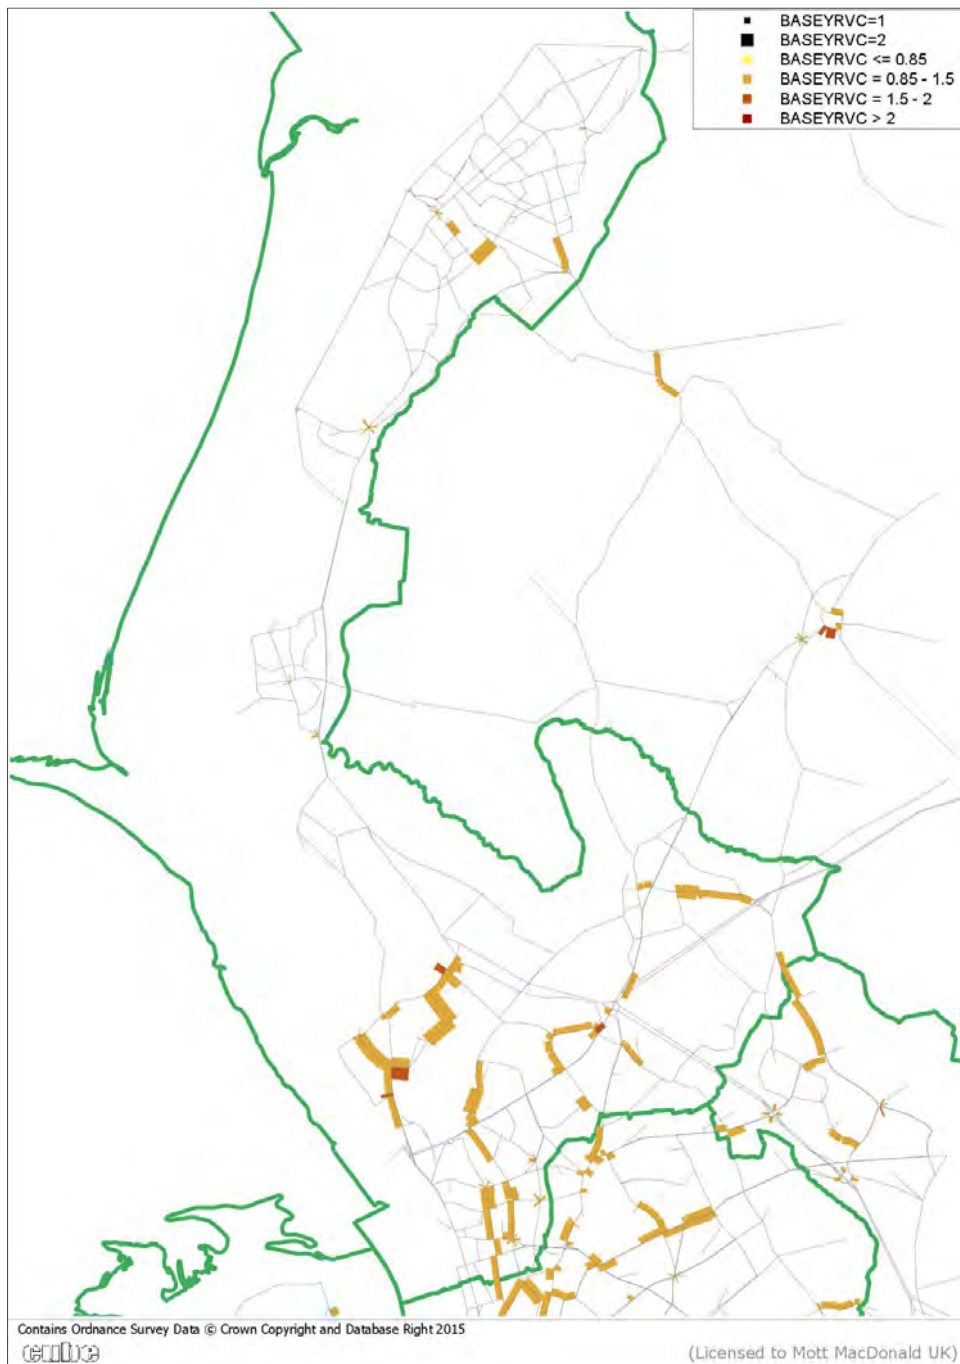 BASEYRVC=1
BASEYRVC=2
BASEYRVC <= 0.85
BASEYRVC = 0.85 - 1.5
BASEYRVC = 1.5 - 2
BASEYRVC > 2
Contains Ordnance Survey Data © Crown Copyright and Database Right 2015
cube
(Licensed to Mott MacDonald UK)